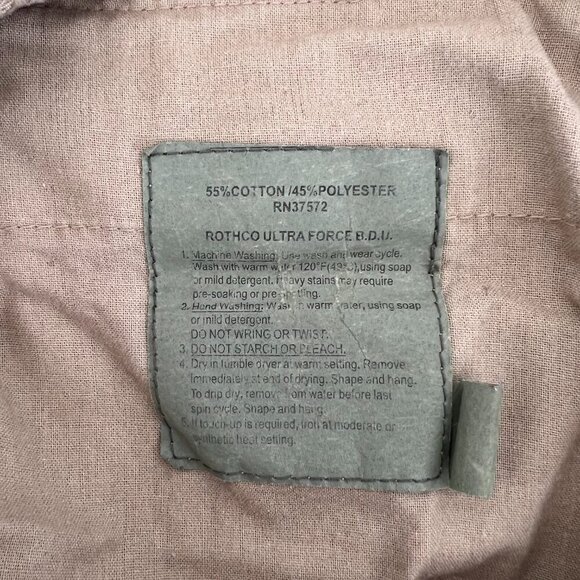 55%COTTON /45%POLYESTER
RN37572
ROTHCO ULTRA FORCE B.D.U.
1. Machine Washing: Use wash and wear cycle.
Wash with warm water 120°F(49°C),using soap
or mild detergent. Heavy stains may require
pre-soaking or pre-spotting.
2. Hand Washing: Wash in warm water, using soap
or mild detergent.
DO NOT WRING OR TWIST.
3. DO NOT STARCH OR BLEACH.
4. Dry in tumble dryer at warm setting. Remove
immediately at end of drying. Shape and hang.
To drip dry, remove from water before last
spin cycle. Shape and hang.
5. If touch-up is required, iron at moderate or
synthetic heat setting.